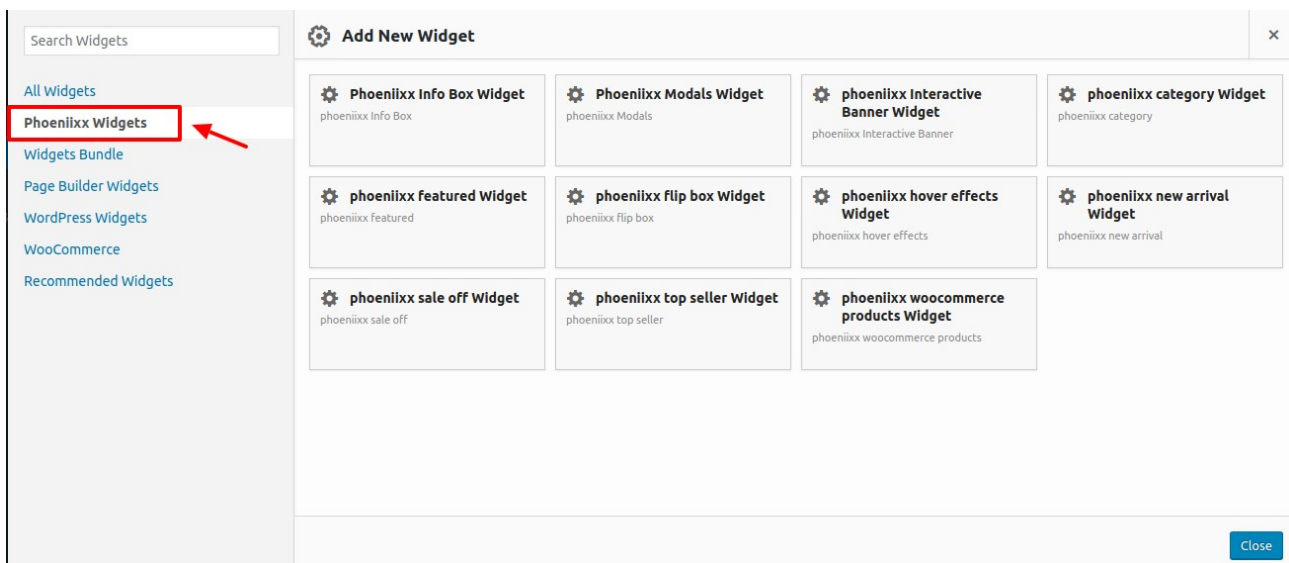 Search Widgets
All Widgets
Phoeniixx Widgets
Widgets Bundle
Page Builder Widgets
WordPress Widgets
WooCommerce
Recommended Widgets
Add New Widget
×
Phoeniixx Info Box Widget
phoeniixx Info Box
Phoeniixx Modals Widget
phoeniixx Modals
phoeniixx Interactive
Banner Widget
phoeniixx Interactive Banner
phoeniixx category Widget
phoeniixx category
phoeniixx featured Widget
phoeniixx featured
phoeniixx flip box Widget
phoeniixx flip box
phoeniixx hover effects
Widget
phoeniixx hover effects
phoeniixx new arrival
Widget
phoeniixx new arrival
phoeniixx sale off Widget
phoeniixx sale off
phoeniixx top seller Widget
phoeniixx top seller
phoeniixx woocommerce
products Widget
phoeniixx woocommerce products
Close